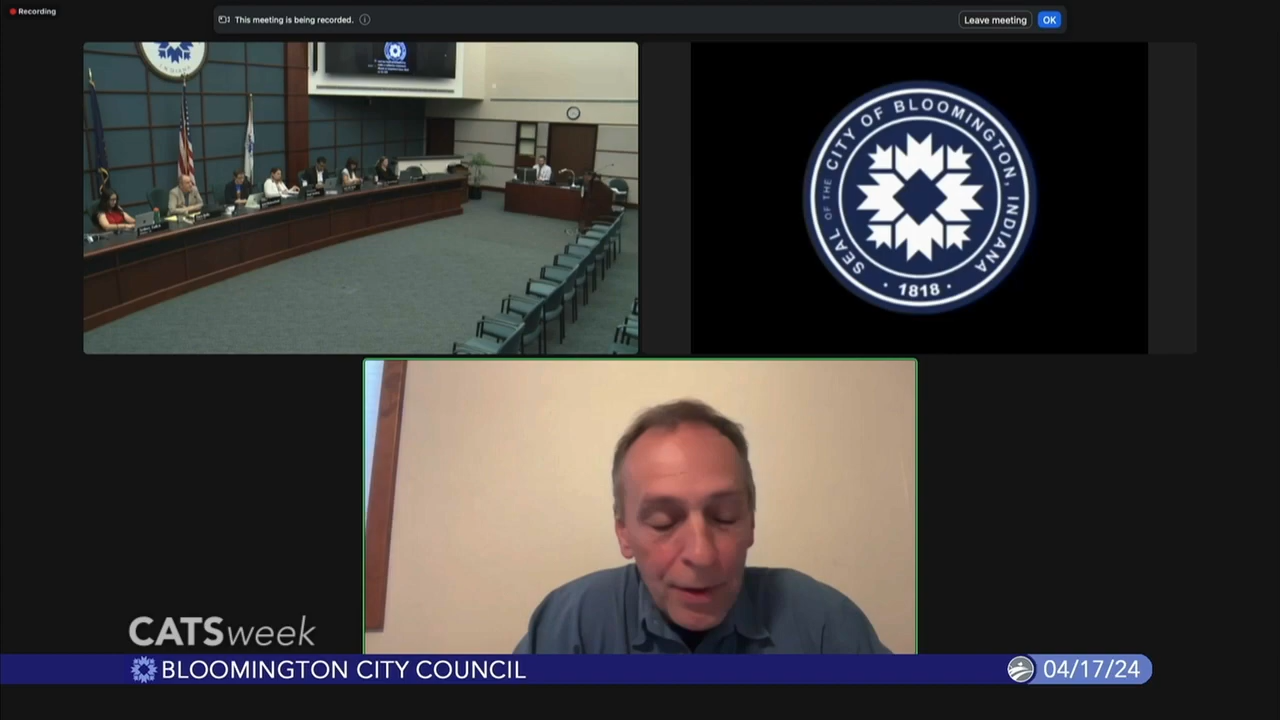 Recording
This meeting is being recorded.
Leave meeting
OK
SEAL OF THE CITY OF BLOOMINGTON, INDIANA
· 1818 ·
CATSweek
BLOOMINGTON CITY COUNCIL
04/17/24